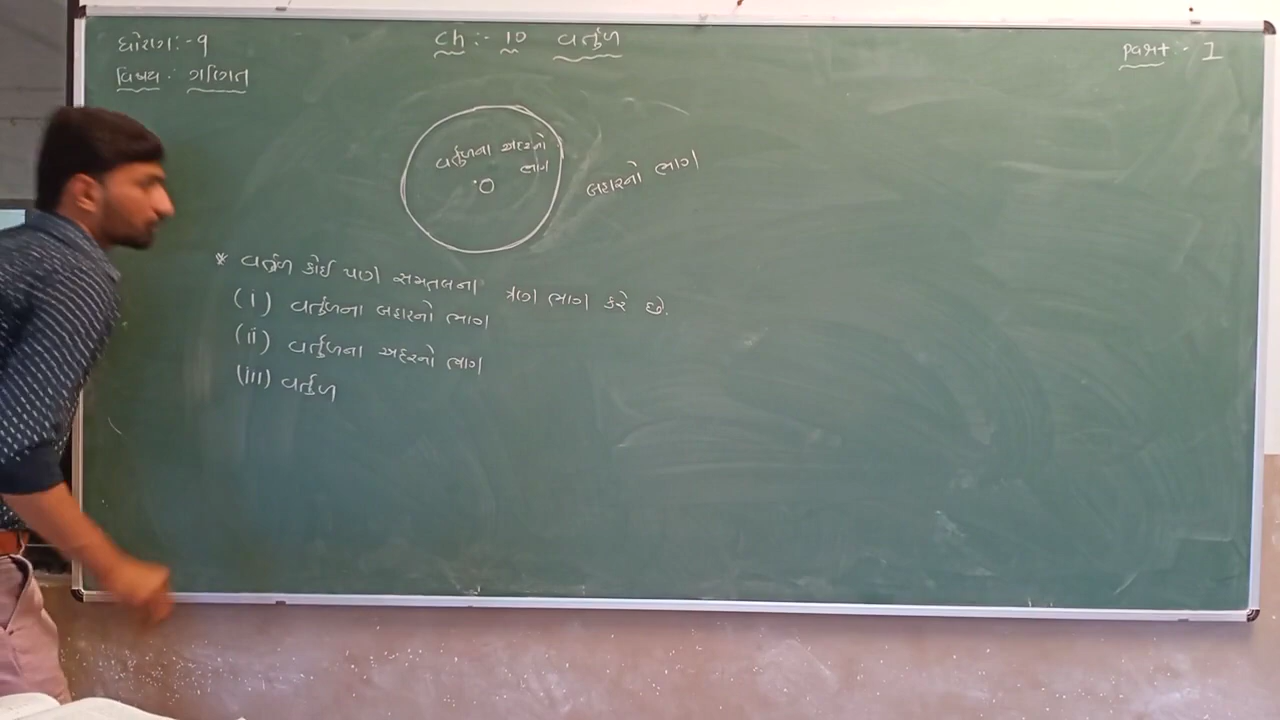 ધોરણ:- ૧
વિષય : ગણિત
Ch :- 10 વર્તુળ
Part :- 1
વર્તુળના અંદરનો
ભાગ
O
બહારનો ભાગ
* વર્તુળ કોઈ પણ સમતલના ત્રણ ભાગ કરે છે.
(i) વર્તુળના બહારનો ભાગ
(ii) વર્તુળના અંદરનો ભાગ
(iii) વર્તુળ